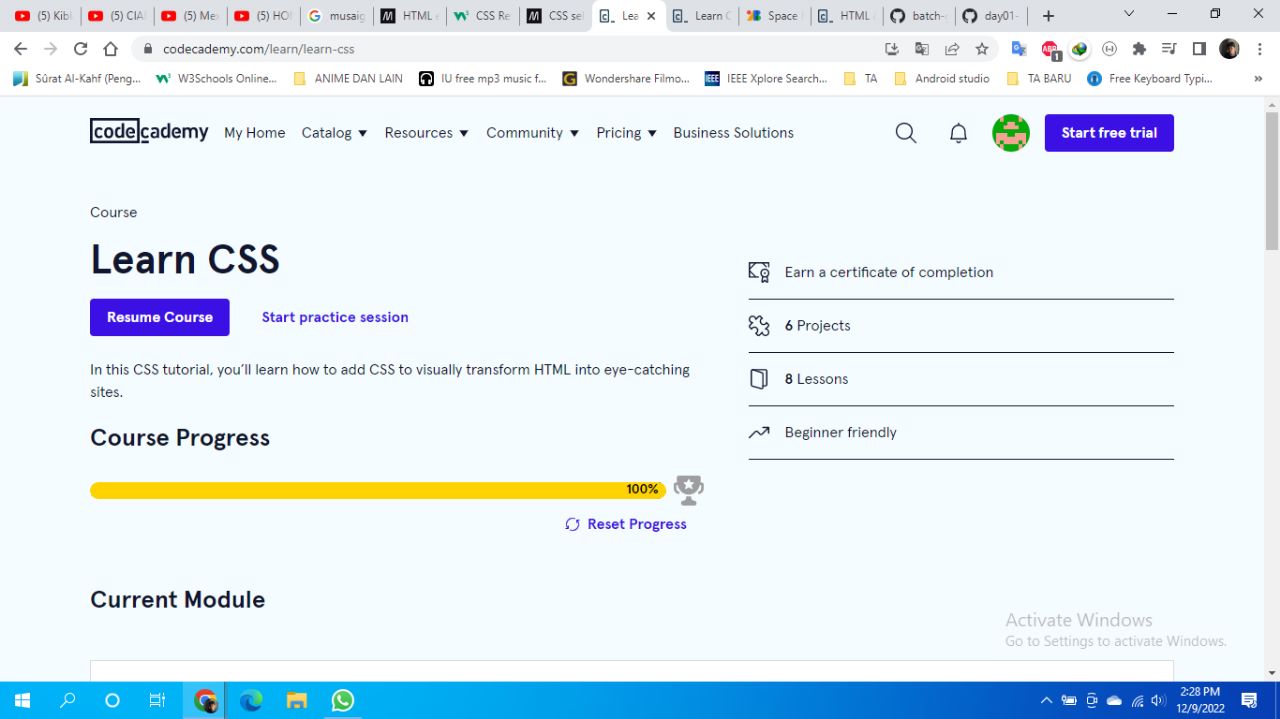 (5) Kib
(5) CIA
(5) Me
(5) HO
musaig
HTML
CSS Re
CSS se
Lea
Learn
Space
HTML
batch-
day01-
codecademy.com/learn/learn-css
ABP
1
Sūrat Al-Kahf (Peng...
W3Schools Online...
ANIME DAN LAIN
IU free mp3 music f...
Wondershare Filmo...
IEEE Xplore Search...
TA
Android studio
TA BARU
Free Keyboard Typi...
»
codecademy
My Home
Catalog
Resources
Community
Pricing
Business Solutions
Start free trial
Course
Learn CSS
Resume Course
Start practice session
In this CSS tutorial, you’ll learn how to add CSS to visually transform HTML into eye-catching
sites.
Course Progress
100%
Reset Progress
Earn a certificate of completion
6 Projects
8 Lessons
Beginner friendly
Current Module
Activate Windows
Go to Settings to activate Windows.
2:28 PM
12/9/2022